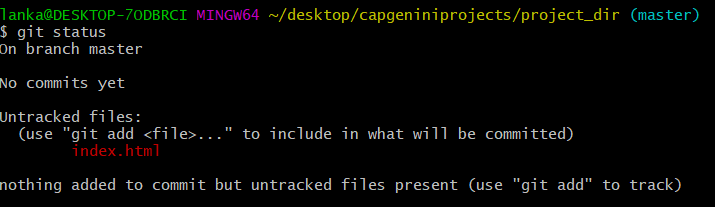 lanka@DESKTOP-7ODBRCI MINGW64 ~/desktop/capgeniniprojects/project_dir (master)
$ git status
On branch master
No commits yet
Untracked files:
(use "git add <file>..." to include in what will be committed)
index.html
nothing added to commit but untracked files present (use "git add" to track)